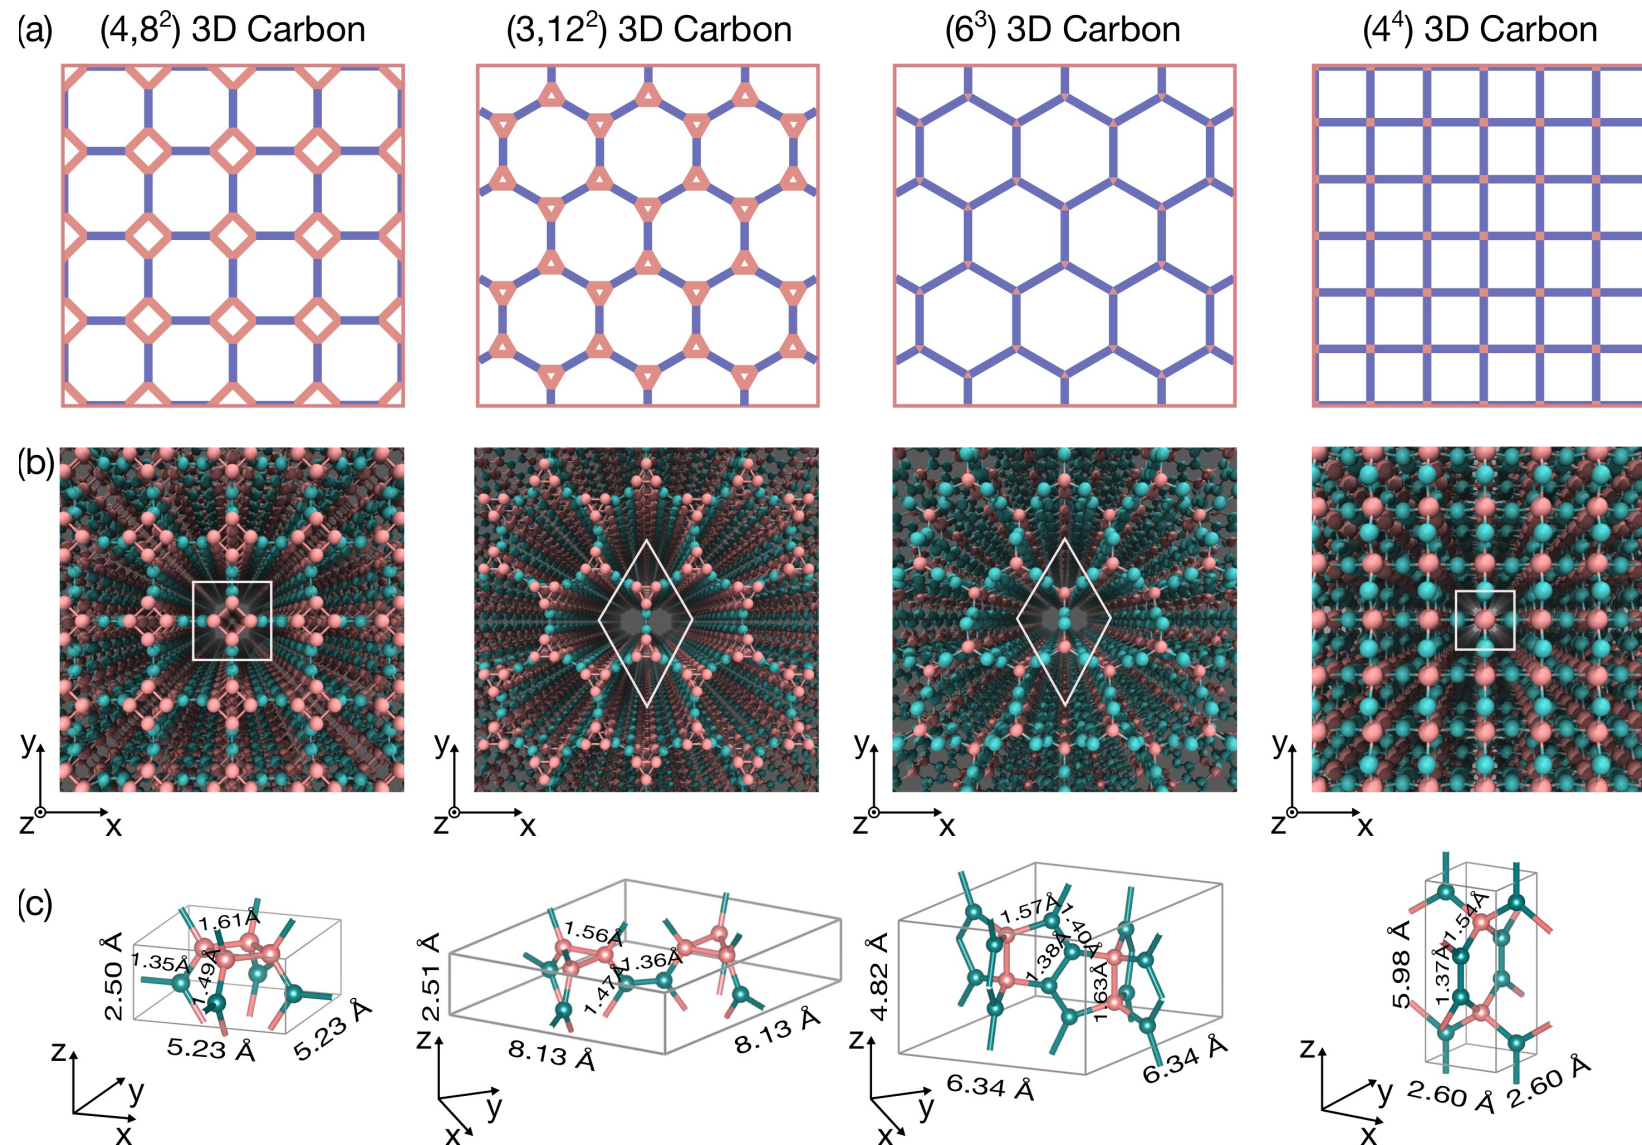 (a) (4,8²) 3D Carbon (3,12²) 3D Carbon (6³) 3D Carbon (4⁴) 3D Carbon
(b)
y y y y
z x z x z x z x
(c)
1.61Å
1.35Å
1.49Å
2.50 Å
5.23 Å
5.23 Å
z
y
x
1.56Å
1.36Å
1.47Å
2.51 Å
8.13 Å
8.13 Å
z
y
x
1.57Å
1.40Å
1.38Å
1.63Å
4.82 Å
6.34 Å
6.34 Å
z
y
x
1.54Å
1.37Å
5.98 Å
2.60 Å
2.60 Å
z
y
x